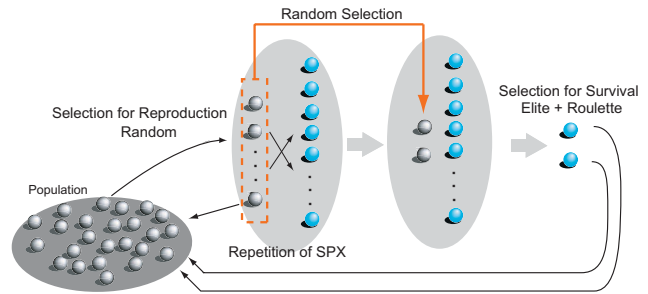 Random Selection
Selection for Reproduction
Random
Selection for Survival
Elite + Roulette
Population
Repetition of SPX